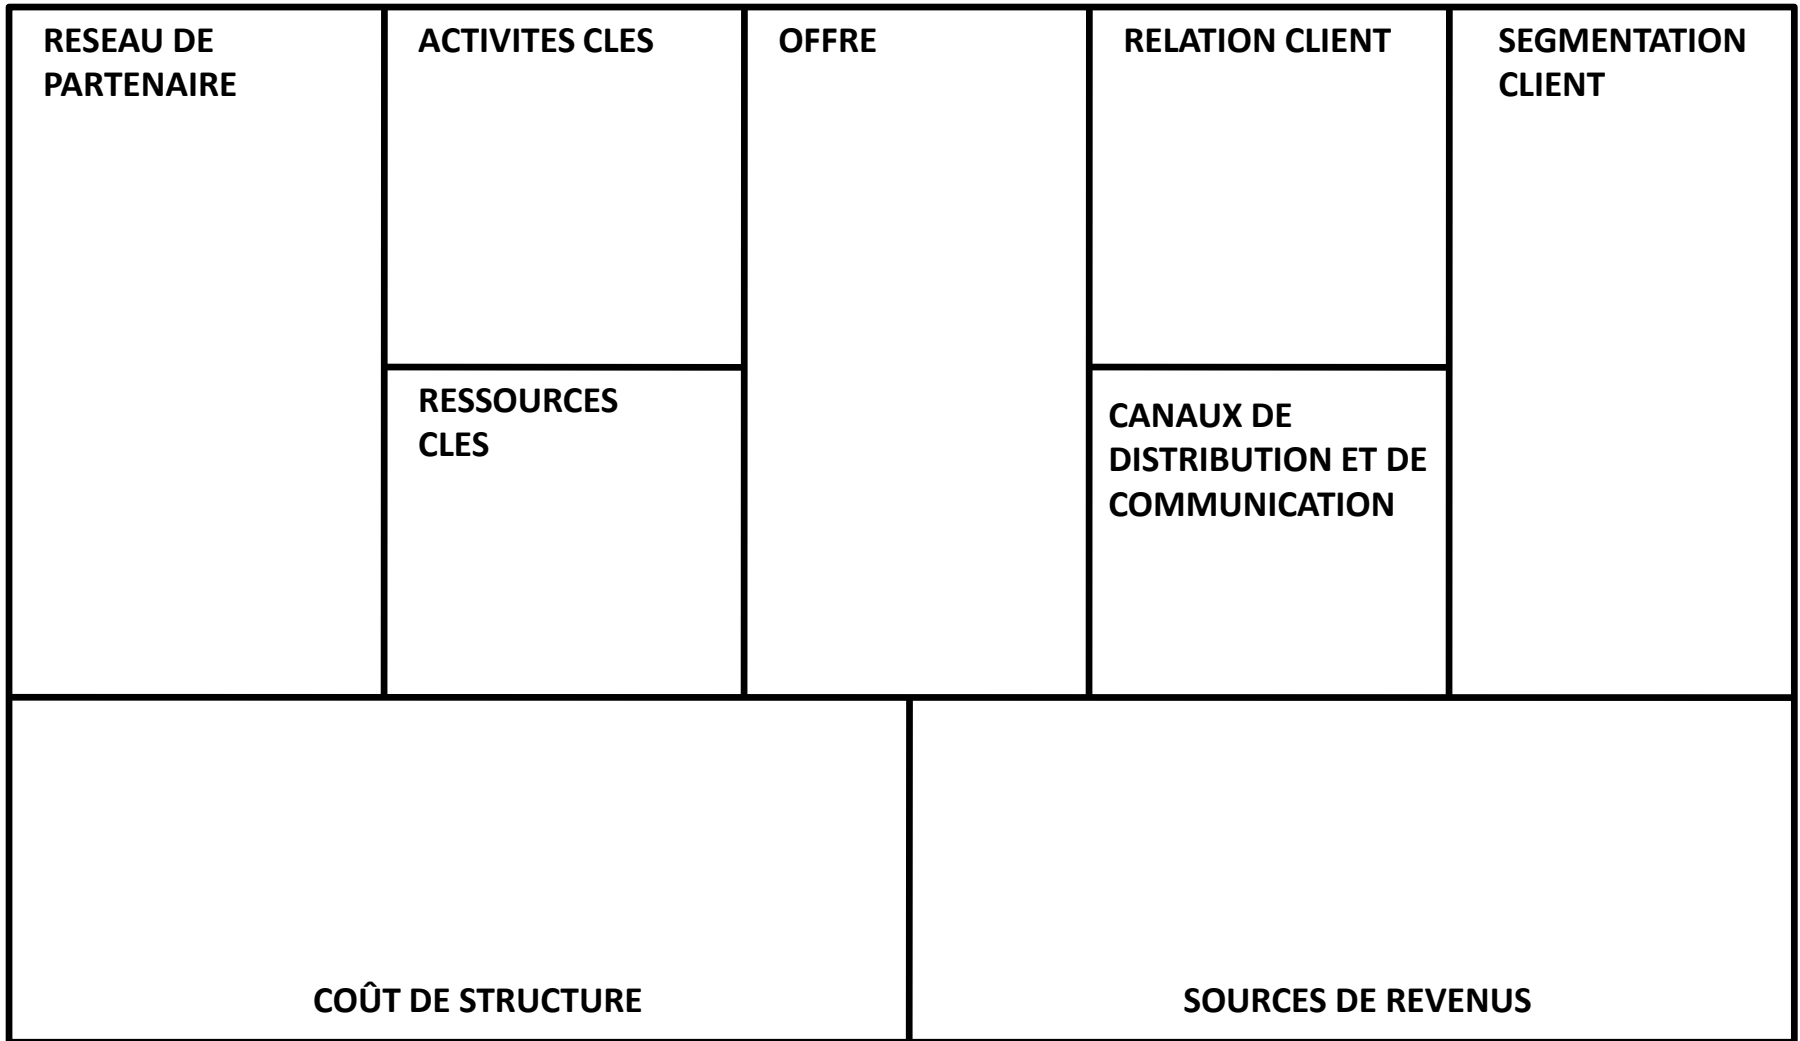 RESEAU DE
PARTENAIRE
ACTIVITES CLES
RESSOURCES
CLES
OFFRE
RELATION CLIENT
CANAUX DE
DISTRIBUTION ET DE
COMMUNICATION
SEGMENTATION
CLIENT
COÛT DE STRUCTURE
SOURCES DE REVENUS